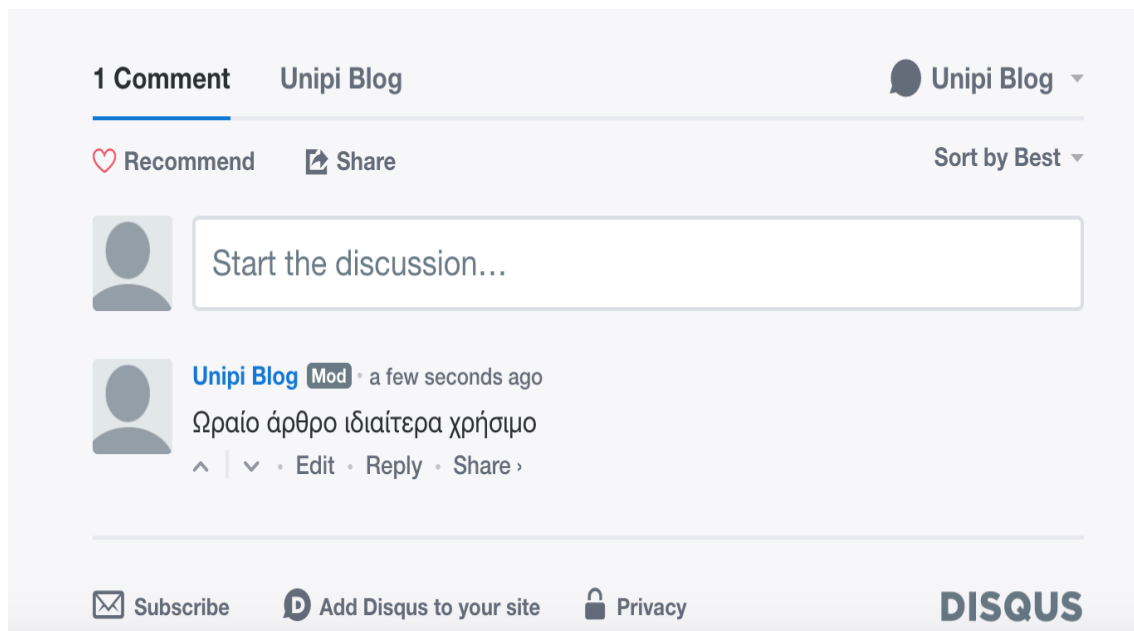 1 Comment Unipi Blog Unipi Blog
Recommend Share Sort by Best
Start the discussion...
Unipi Blog Mod • a few seconds ago
Ωραίο άρθρο ιδιαίτερα χρήσιμο
• Edit • Reply • Share ›
Subscribe D Add Disqus to your site Privacy DISQUS